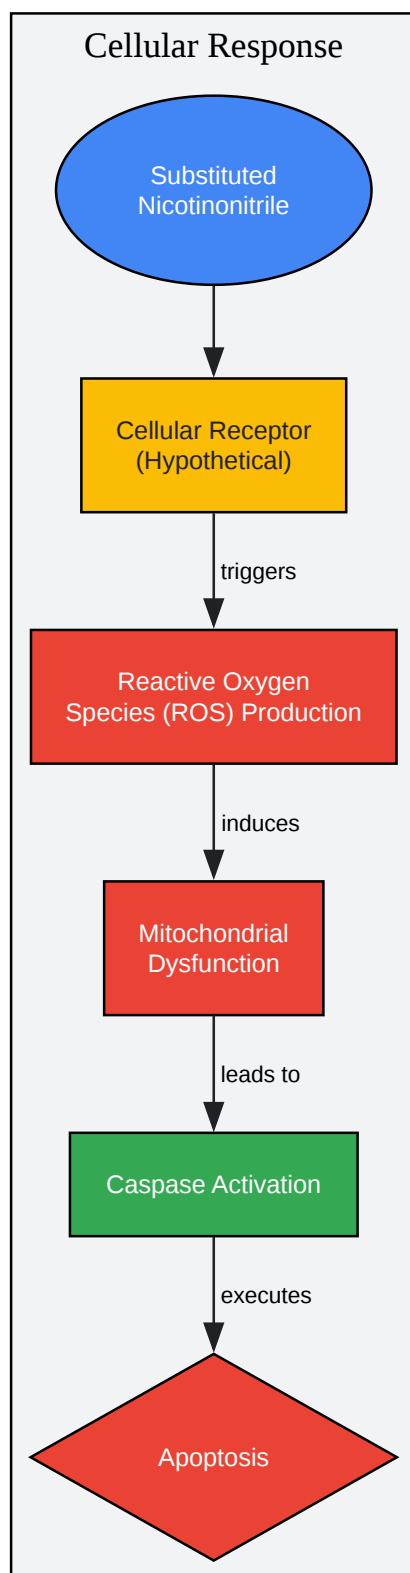 Cellular Response
Substituted
Nicotinonitrile
Cellular Receptor
(Hypothetical)
triggers
Reactive Oxygen
Species (ROS) Production
induces
Mitochondrial
Dysfunction
leads to
Caspase Activation
executes
Apoptosis